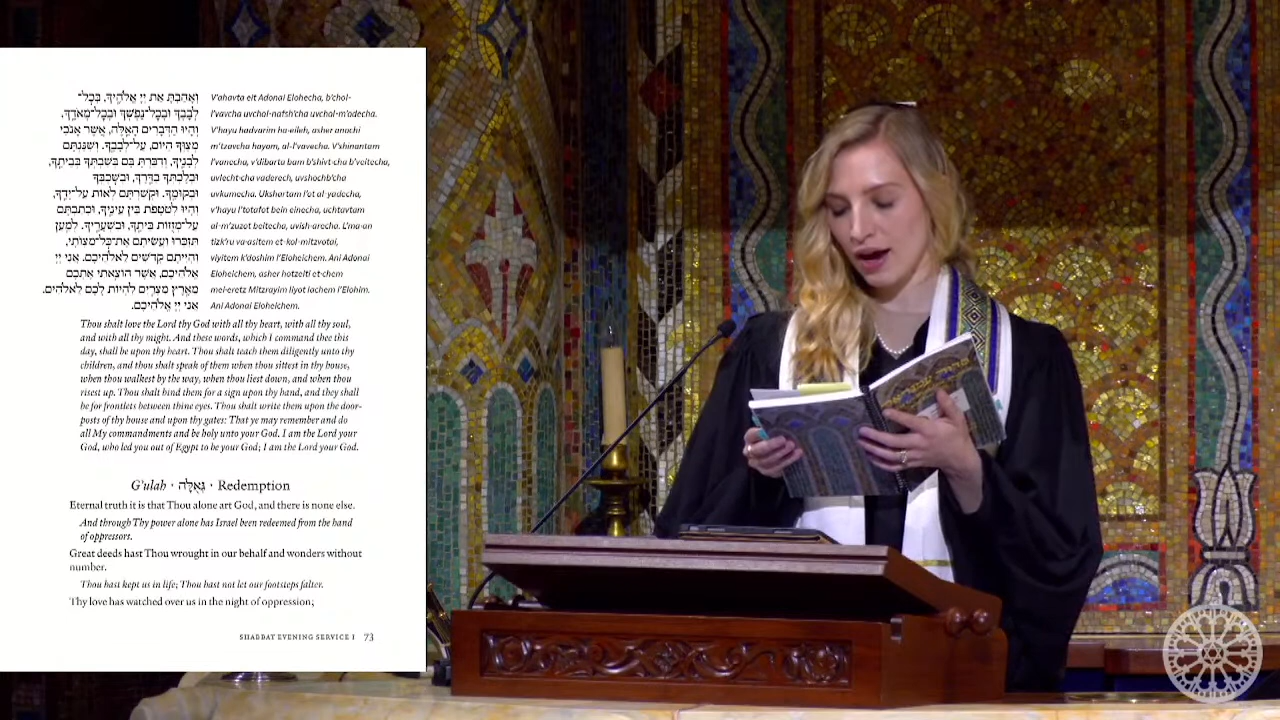 וְאָהַבְתָּ אֵת יְיָ אֱלֹהֶיךָ, בְּכׇל־
לְבָבְךָ וּבְכׇל־נַפְשְׁךָ וּבְכׇל־מְאֹדֶךָ.
וְהָיוּ הַדְּבָרִים הָאֵלֶּה, אֲשֶׁר אָנֹכִי
מְצַוְּךָ הַיּוֹם, עַל־לְבָבֶךָ. וְשִׁנַּנְתָּם
לְבָנֶיךָ, וְדִבַּרְתָּ בָּם בְּשִׁבְתְּךָ בְּבֵיתֶךָ,
וּבְלֶכְתְּךָ בַדֶּרֶךְ, וּבְשׇׁכְבְּךָ
וּבְקוּמֶךָ. וּקְשַׁרְתָּם לְאוֹת עַל־יָדֶךָ,
וְהָיוּ לְטֹטָפֹת בֵּין עֵינֶיךָ, וּכְתַבְתָּם
עַל־מְזֻזוֹת בֵּיתֶךָ, וּבִשְׁעָרֶיךָ. לְמַעַן
תִּזְכְּרוּ וַעֲשִׂיתֶם אֶת־כׇּל־מִצְוֹתָי,
וִהְיִיתֶם קְדֹשִׁים לֵאלֹהֵיכֶם. אֲנִי יְיָ
אֱלֹהֵיכֶם, אֲשֶׁר הוֹצֵאתִי אֶתְכֶם
מֵאֶרֶץ מִצְרַיִם לִהְיוֹת לָכֶם לֵאלֹהִים.
אֲנִי יְיָ אֱלֹהֵיכֶם.
V'ahavta eit Adonai Elohecha, b'chol-
l'vavcha uvchol-nafsh'cha uvchol-m'odecha.
V'hayu hadvarim ha-eileh, asher anochi
m'tzavcha hayom, al-l'vavecha. V'shinantam
l'vanecha, v'dibarta bam b'shivt·cha b'veitecha,
uvlecht·cha vaderech, uvshochb'cha
uvkumecha. Ukshartam l'ot al-yadecha,
v'hayu l'totafot bein einecha, uchtavtam
al-m'zuzot beitecha, uvish-arecha. L'ma-an
tizk'ru va-asitem et-kol-mitzvotai,
viyitem k'doshim l'Eloheichem. Ani Adonai
Eloheichem, asher hotzeiti et·chem
mei-eretz Mitzrayim liyot lachem l'Elohim.
Ani Adonai Eloheichem.
Thou shalt love the Lord thy God with all thy heart, with all thy soul,
and with all thy might. And these words, which I command thee this
day, shall be upon thy heart. Thou shalt teach them diligently unto thy
children, and thou shalt speak of them when thou sittest in thy house,
when thou walkest by the way, when thou liest down, and when thou
risest up. Thou shalt bind them for a sign upon thy hand, and they shall
be for frontlets between thine eyes. Thou shalt write them upon the door-
posts of thy house and upon thy gates: That ye may remember and do
all My commandments and be holy unto your God. I am the Lord your
God, who led you out of Egypt to be your God; I am the Lord your God.
G'ulah · גְּאֻלָּה · Redemption
Eternal truth it is that Thou alone art God, and there is none else.
And through Thy power alone has Israel been redeemed from the hand
of oppressors.
Great deeds hast Thou wrought in our behalf and wonders without
number.
Thou hast kept us in life; Thou hast not let our footsteps falter.
Thy love has watched over us in the night of oppression;
SHABBAT EVENING SERVICE I 73